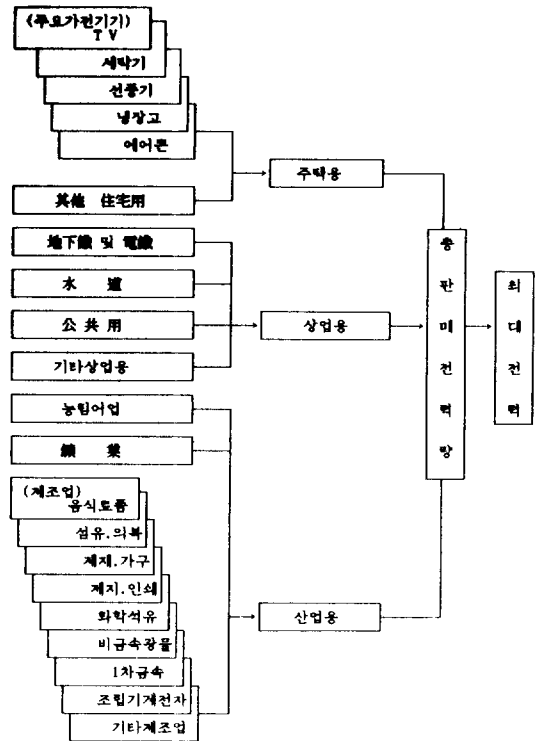 (주요가전기기)
TV
세탁기
선풍기
냉장고
에어콘
주택용
其他 住宅用
地下鐵 및 電鐵
水 道
公共用
상업용
기타상업용
농림어업
鑛 業
(제조업)
음식료품
섬유.의복
제재.가구
제지.인쇄
화학석유
산업용
비금속광물
1차금속
조립기계전자
기타제조업
총판매전력량
최대전력